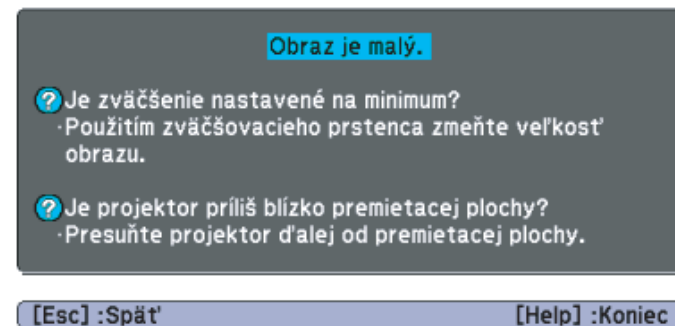 Obraz je malý.
?Je zväčšenie nastavené na minimum?
·Použitím zväčšovacieho prstenca zmeňte veľkosť
obrazu.
?Je projektor príliš blízko premietacej plochy?
·Presuňte projektor ďalej od premietacej plochy.
[Esc] :Späť [Help] :Koniec